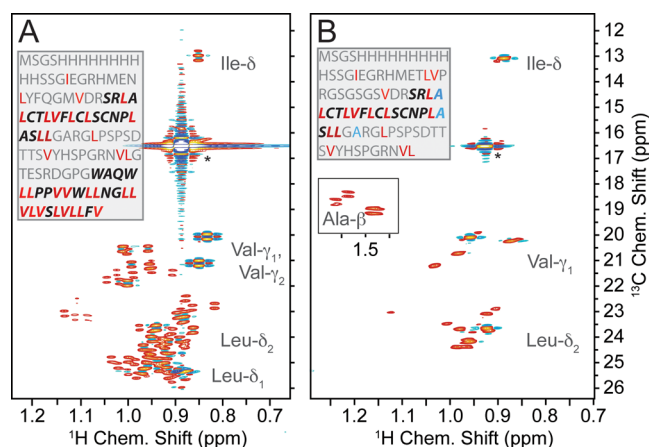 A
MSGSHHHHHHHH
HHSSGIEGRHMEN
LYFQGMVDRSRLA
LCTLVFLCLSCNPL
ASLLGARGLPSPSD
TTSVYHSPGRNVLG
TESRDGPGWAQW
LLPPVVWLLNGLL
VLVSLVLLFV
Ile-δ
*
Val-γ1,
Val-γ2
Leu-δ2
Leu-δ1
1.2 1.1 1.0 0.9 0.8 0.7
1H Chem. Shift (ppm)
B
MSGSHHHHHHHHH
HSSGIEGRHMETLVP
RGSGSGSVDRSRLA
LCTLVFLCLSCNPLA
SLLGARGLPSPSDTT
SVYHSPGRNVL
Ile-δ
*
Ala-β
1.5
Val-γ1
Leu-δ2
1.2 1.1 1.0 0.9 0.8 0.7
1H Chem. Shift (ppm)
12
13
14
15
16
17
18
19
20
21
22
23
24
25
26
13C Chem. Shift (ppm)